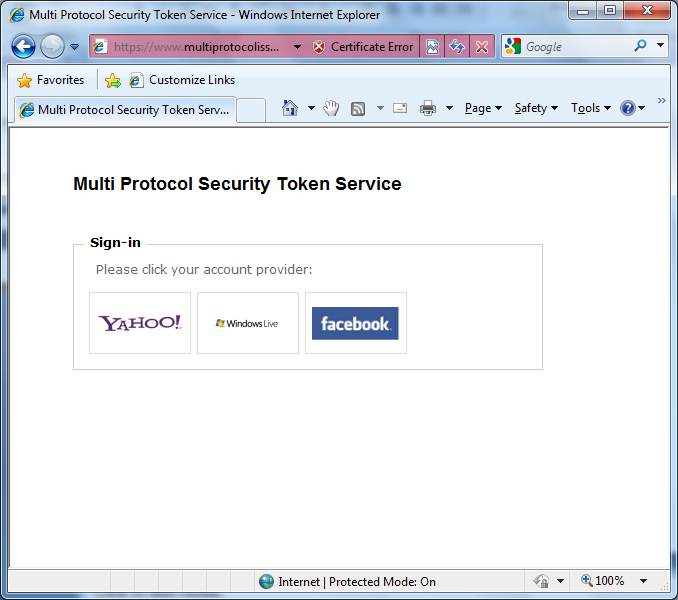 Multi Protocol Security Token Service - Windows Internet Explorer
https://www.multiprotocoliss... Certificate Error Google
Favorites Customize Links
Multi Protocol Security Token Serv... Page Safety Tools
Multi Protocol Security Token Service
Sign-in
Please click your account provider:
YAHOO! Windows Live facebook
Internet | Protected Mode: On 100%